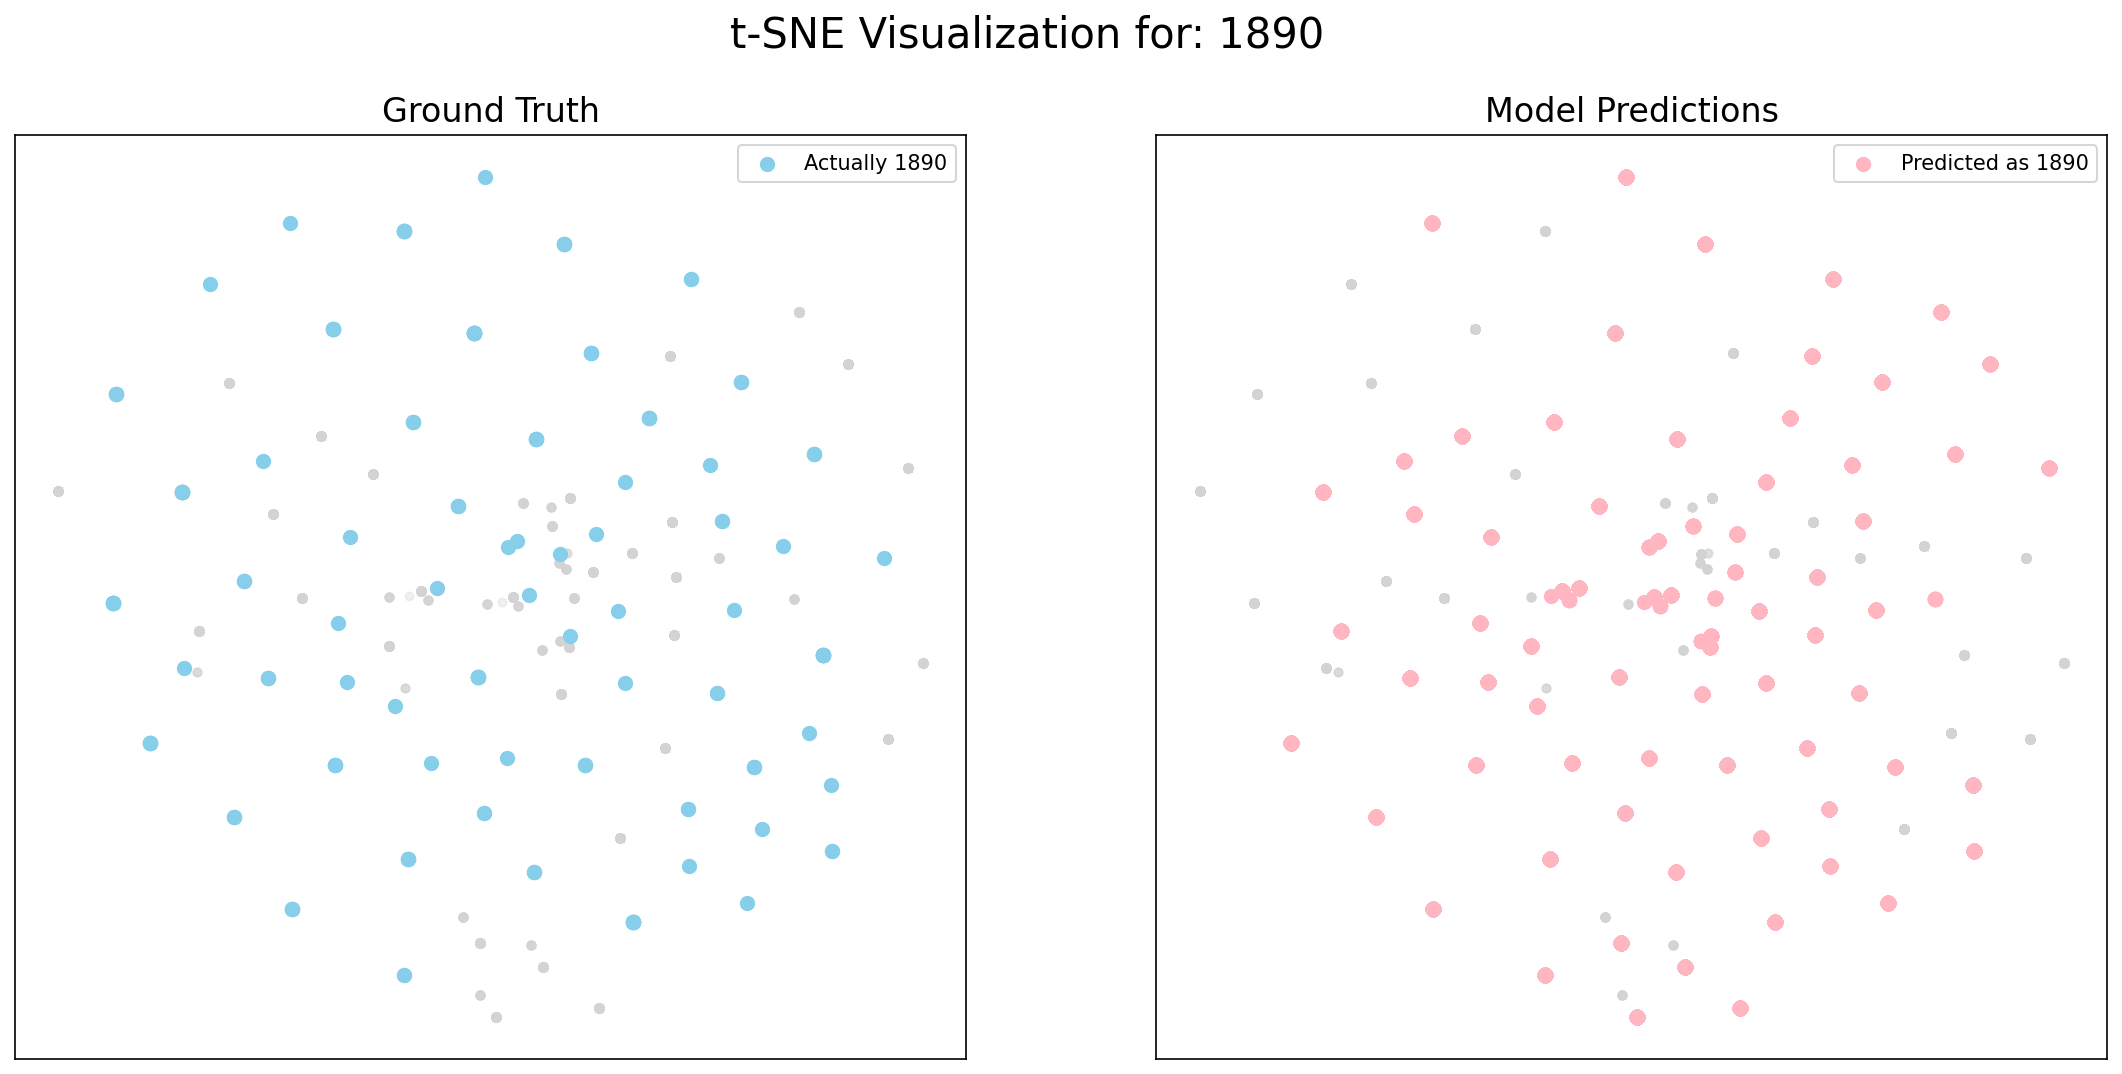 t-SNE Visualization for: 1890
Ground Truth
Actually 1890
Model Predictions
Predicted as 1890